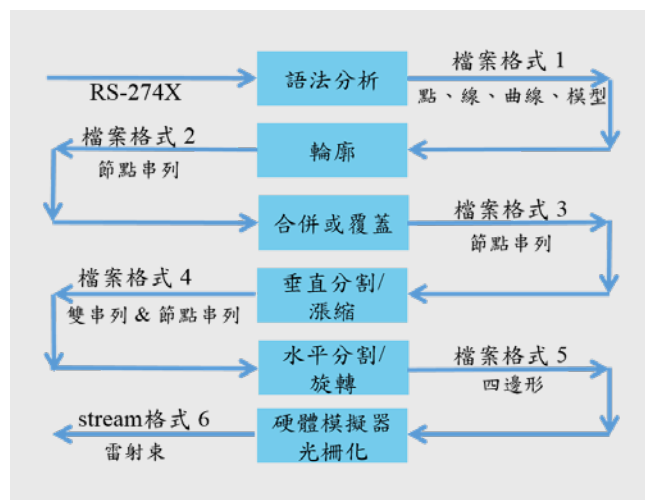 RS-274X
語法分析
檔案格式 1
點、線、曲線、模型
輪廓
檔案格式 2
節點串列
合併或覆蓋
檔案格式 3
節點串列
垂直分割/
漲缩
檔案格式 4
雙串列 & 節點串列
水平分割/
旋轉
檔案格式 5
四邊形
硬體模擬器
光柵化
stream格式 6
雷射束